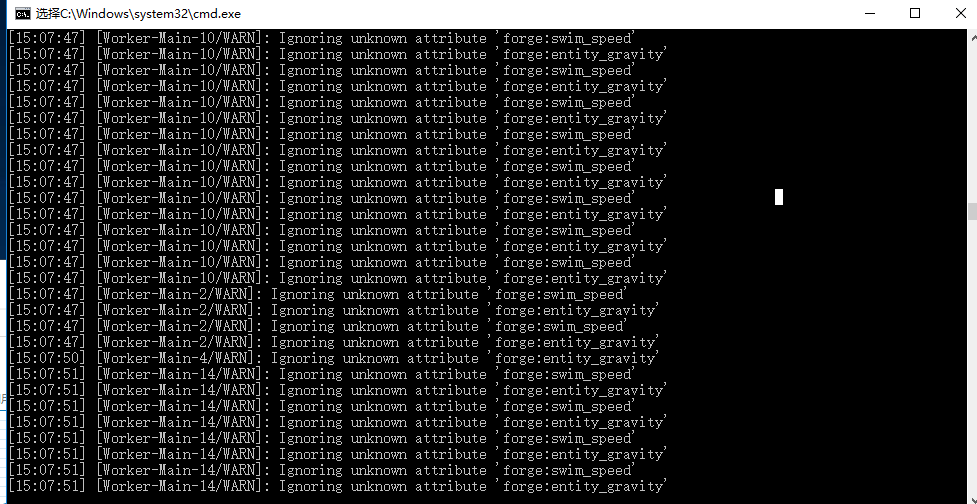 选择C:\Windows\system32\cmd.exe
[15:07:47] [Worker-Main-10/WARN]: Ignoring unknown attribute 'forge:swim_speed'
[15:07:47] [Worker-Main-10/WARN]: Ignoring unknown attribute 'forge:entity_gravity'
[15:07:47] [Worker-Main-10/WARN]: Ignoring unknown attribute 'forge:swim_speed'
[15:07:47] [Worker-Main-10/WARN]: Ignoring unknown attribute 'forge:entity_gravity'
[15:07:47] [Worker-Main-10/WARN]: Ignoring unknown attribute 'forge:swim_speed'
[15:07:47] [Worker-Main-10/WARN]: Ignoring unknown attribute 'forge:entity_gravity'
[15:07:47] [Worker-Main-10/WARN]: Ignoring unknown attribute 'forge:swim_speed'
[15:07:47] [Worker-Main-10/WARN]: Ignoring unknown attribute 'forge:entity_gravity'
[15:07:47] [Worker-Main-10/WARN]: Ignoring unknown attribute 'forge:swim_speed'
[15:07:47] [Worker-Main-10/WARN]: Ignoring unknown attribute 'forge:entity_gravity'
[15:07:47] [Worker-Main-10/WARN]: Ignoring unknown attribute 'forge:swim_speed'
[15:07:47] [Worker-Main-10/WARN]: Ignoring unknown attribute 'forge:entity_gravity'
[15:07:47] [Worker-Main-10/WARN]: Ignoring unknown attribute 'forge:swim_speed'
[15:07:47] [Worker-Main-10/WARN]: Ignoring unknown attribute 'forge:entity_gravity'
[15:07:47] [Worker-Main-10/WARN]: Ignoring unknown attribute 'forge:swim_speed'
[15:07:47] [Worker-Main-10/WARN]: Ignoring unknown attribute 'forge:entity_gravity'
[15:07:47] [Worker-Main-2/WARN]: Ignoring unknown attribute 'forge:swim_speed'
[15:07:47] [Worker-Main-2/WARN]: Ignoring unknown attribute 'forge:entity_gravity'
[15:07:47] [Worker-Main-2/WARN]: Ignoring unknown attribute 'forge:swim_speed'
[15:07:47] [Worker-Main-2/WARN]: Ignoring unknown attribute 'forge:entity_gravity'
[15:07:50] [Worker-Main-4/WARN]: Ignoring unknown attribute 'forge:entity_gravity'
[15:07:51] [Worker-Main-14/WARN]: Ignoring unknown attribute 'forge:swim_speed'
[15:07:51] [Worker-Main-14/WARN]: Ignoring unknown attribute 'forge:entity_gravity'
[15:07:51] [Worker-Main-14/WARN]: Ignoring unknown attribute 'forge:swim_speed'
[15:07:51] [Worker-Main-14/WARN]: Ignoring unknown attribute 'forge:entity_gravity'
[15:07:51] [Worker-Main-14/WARN]: Ignoring unknown attribute 'forge:swim_speed'
[15:07:51] [Worker-Main-14/WARN]: Ignoring unknown attribute 'forge:entity_gravity'
[15:07:51] [Worker-Main-14/WARN]: Ignoring unknown attribute 'forge:swim_speed'
[15:07:51] [Worker-Main-14/WARN]: Ignoring unknown attribute 'forge:entity_gravity'